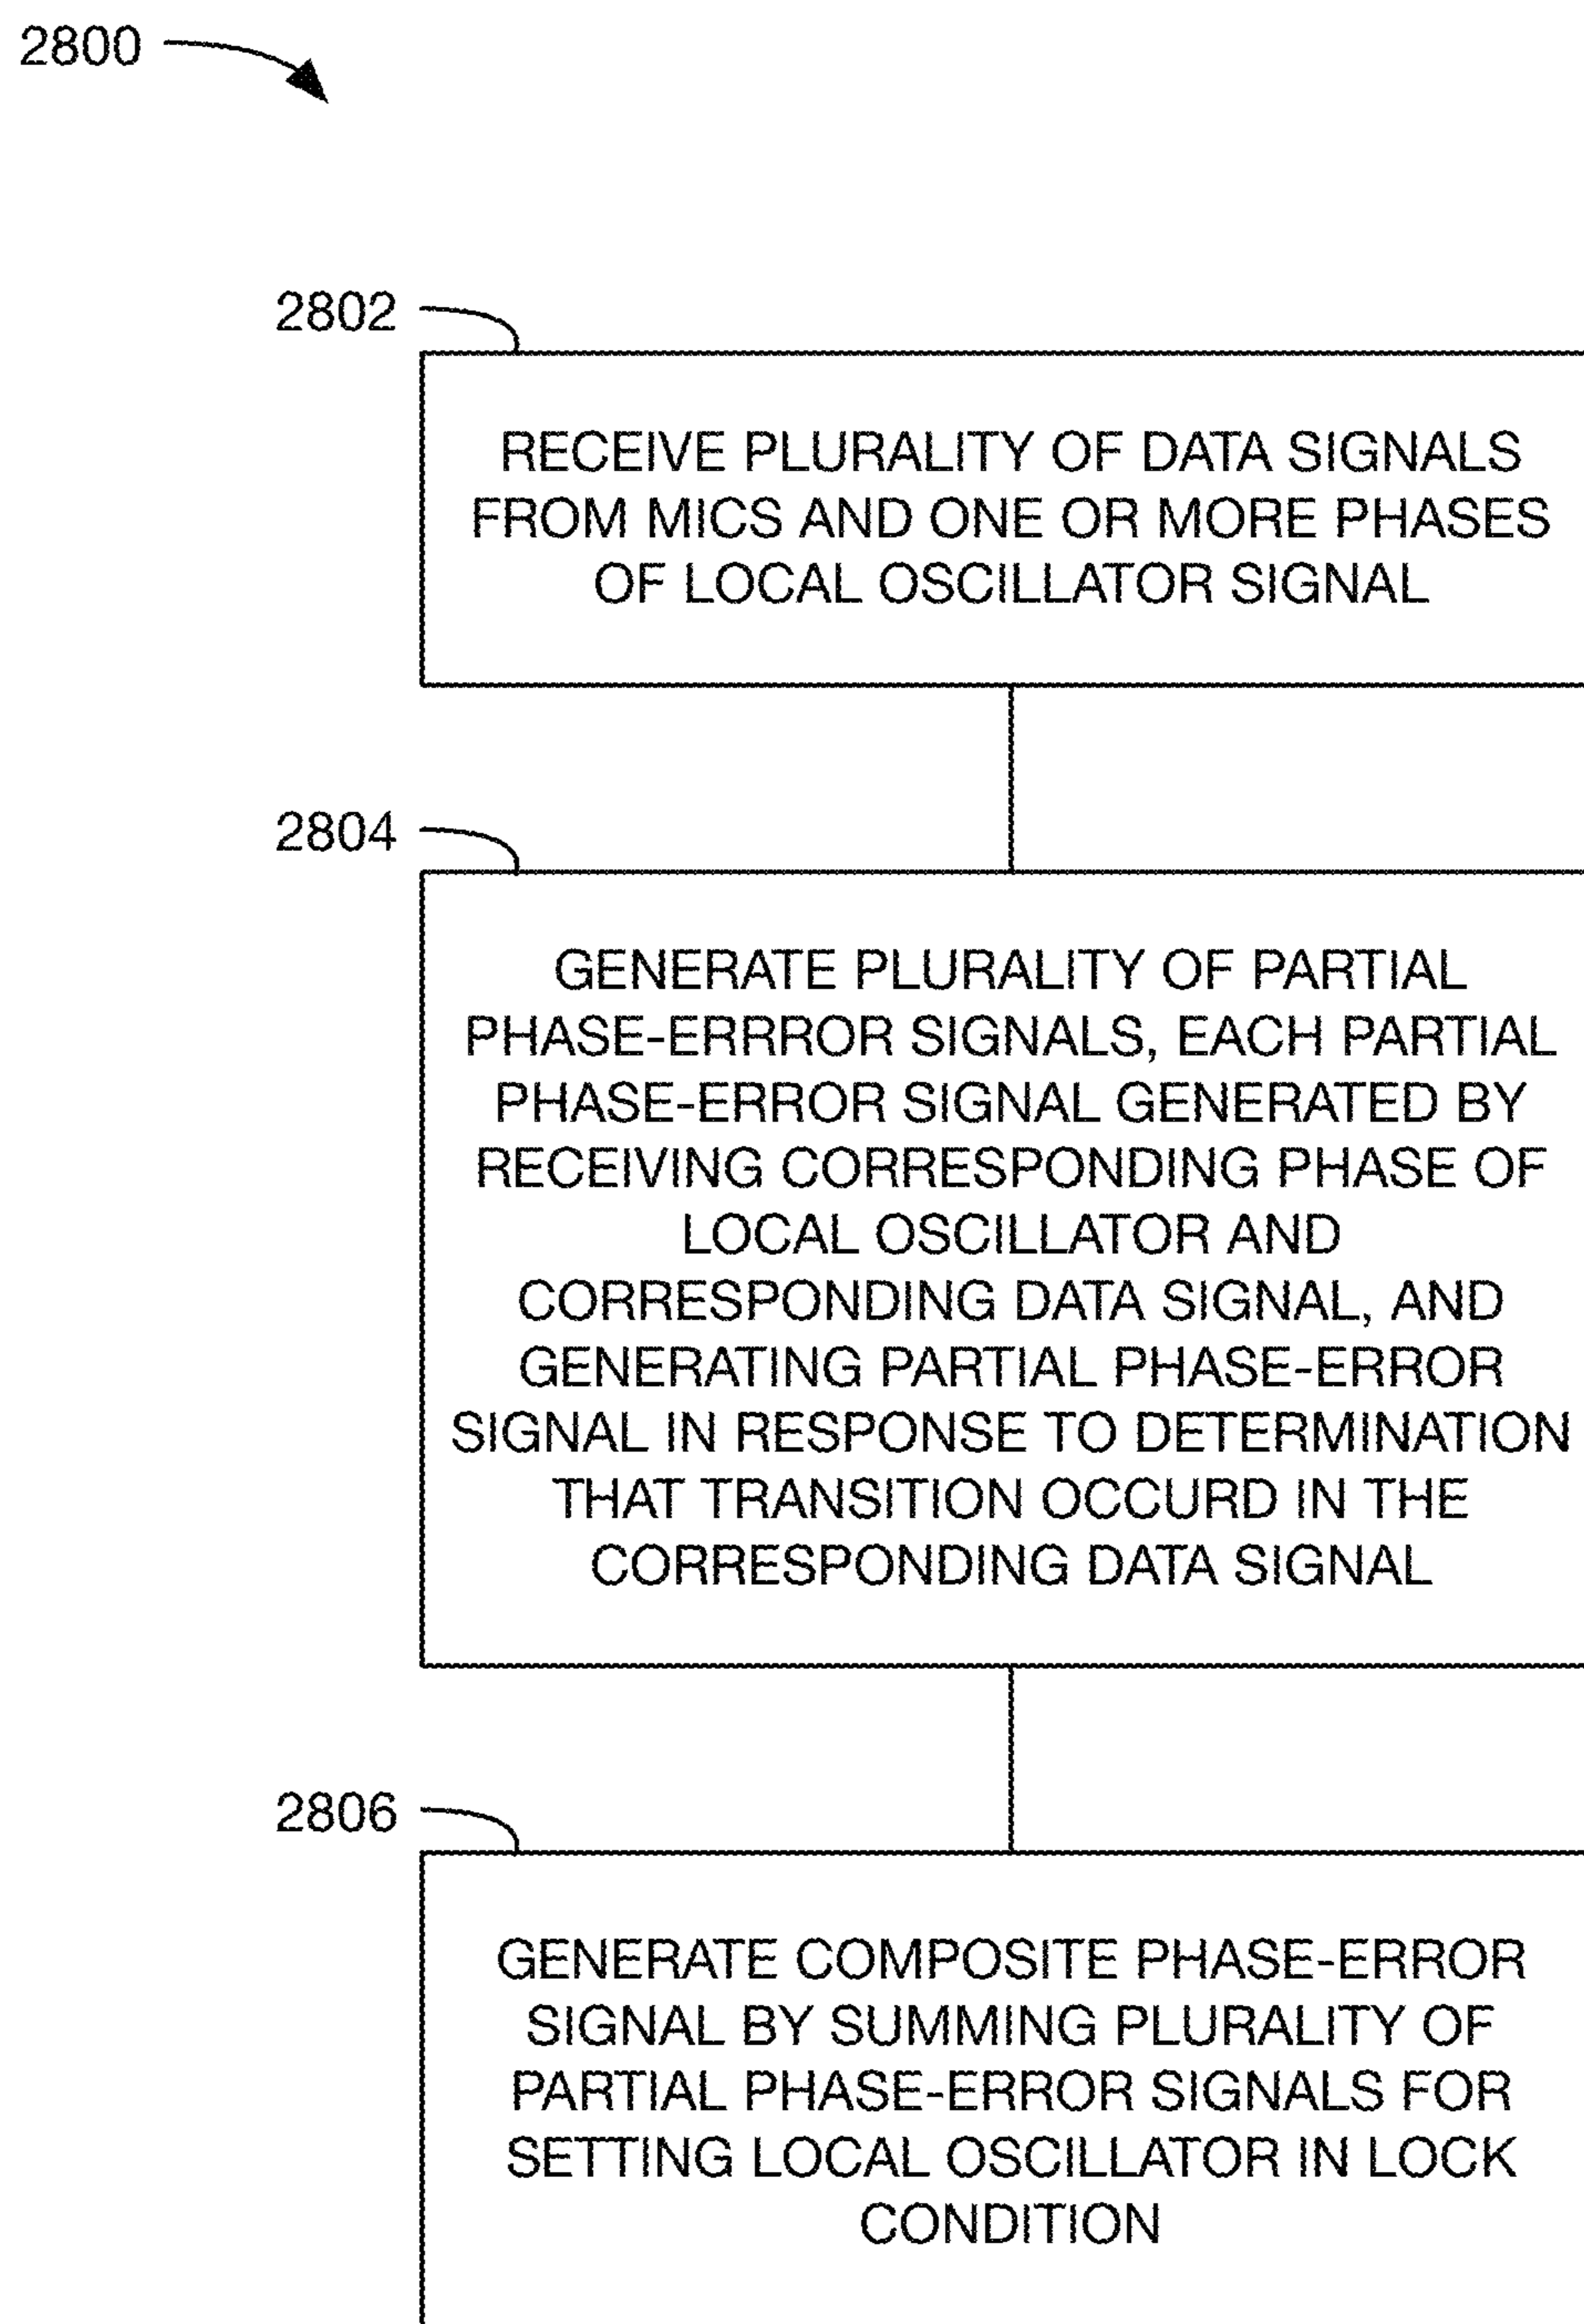 2800
2802
RECEIVE PLURALITY OF DATA SIGNALS
FROM MICS AND ONE OR MORE PHASES
OF LOCAL OSCILLATOR SIGNAL
2804
GENERATE PLURALITY OF PARTIAL
PHASE-ERRROR SIGNALS, EACH PARTIAL
PHASE-ERROR SIGNAL GENERATED BY
RECEIVING CORRESPONDING PHASE OF
LOCAL OSCILLATOR AND
CORRESPONDING DATA SIGNAL, AND
GENERATING PARTIAL PHASE-ERROR
SIGNAL IN RESPONSE TO DETERMINATION
THAT TRANSITION OCCURD IN THE
CORRESPONDING DATA SIGNAL
2806
GENERATE COMPOSITE PHASE-ERROR
SIGNAL BY SUMMING PLURALITY OF
PARTIAL PHASE-ERROR SIGNALS FOR
SETTING LOCAL OSCILLATOR IN LOCK
CONDITION